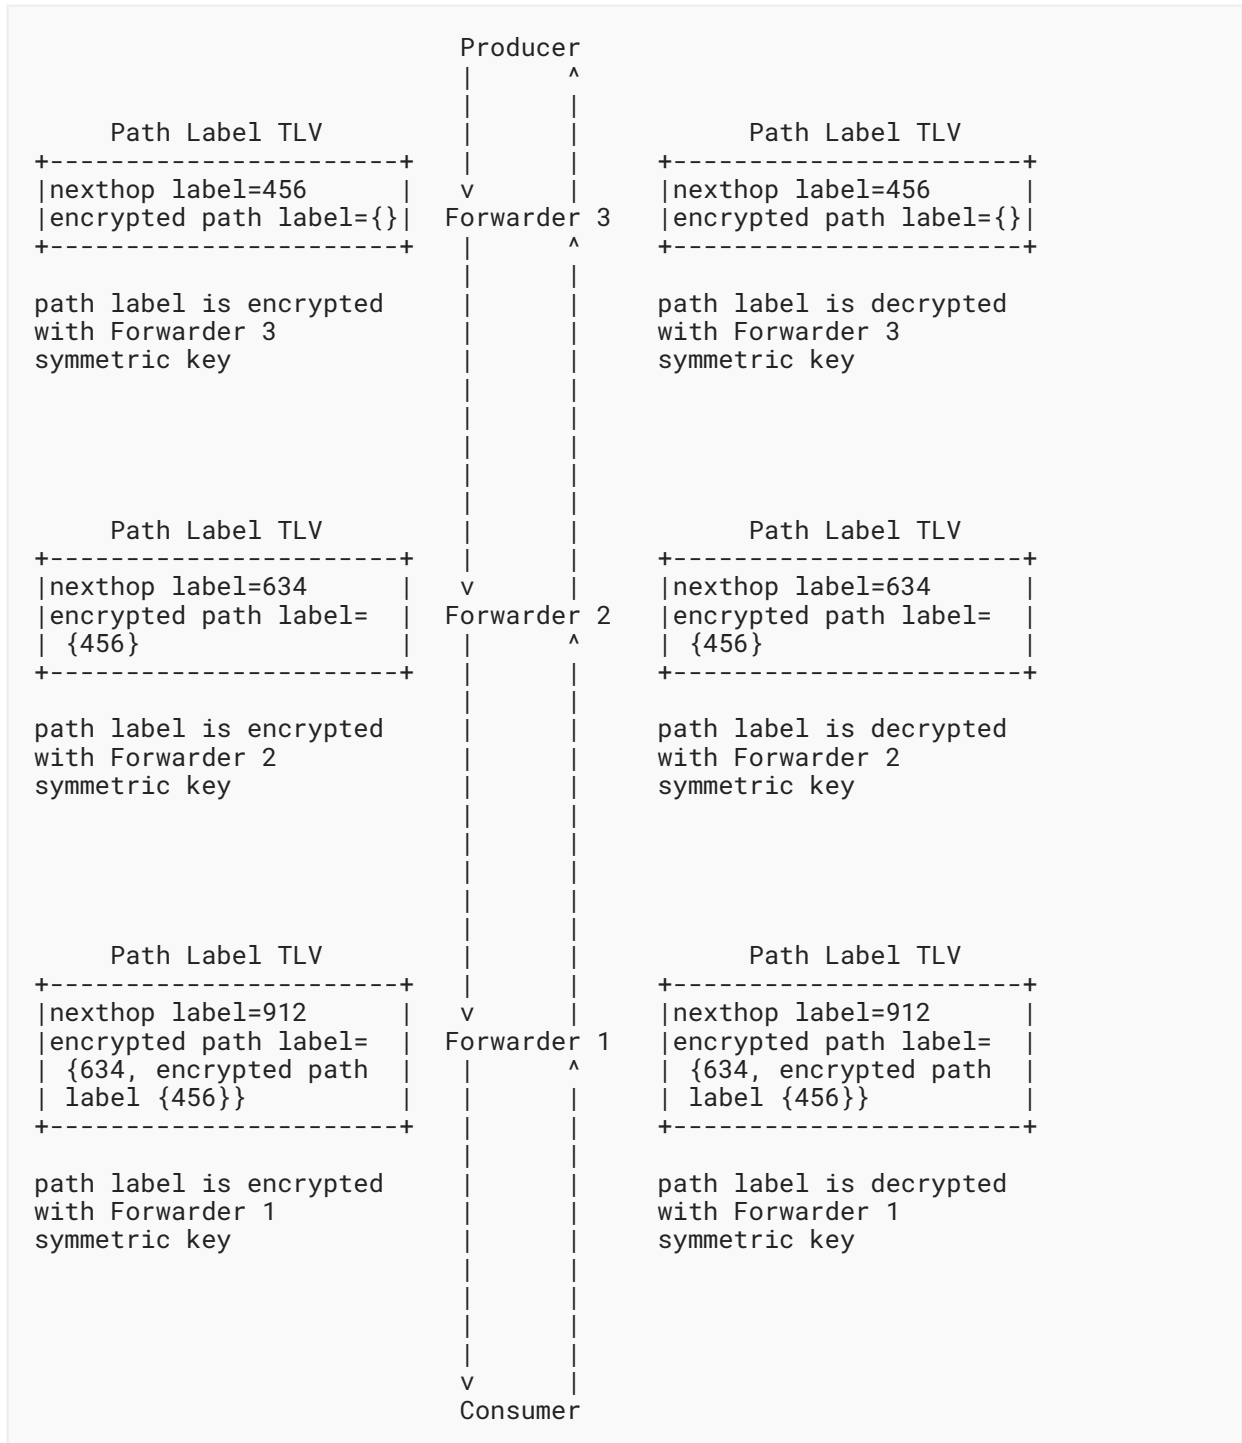 Producer
                            |      ^
                            |      |
     Path Label TLV         |      |         Path Label TLV
+-----------------------+   |      |   +-----------------------+
|nexthop label=456      |   v      |   |nexthop label=456      |
|encrypted path label={}|  Forwarder 3  |encrypted path label={}|
+-----------------------+   |      ^   +-----------------------+
                            |      |
path label is encrypted     |      |   path label is decrypted
with Forwarder 3            |      |   with Forwarder 3
symmetric key               |      |   symmetric key
                            |      |
                            |      |
                            |      |
                            |      |
                            |      |
     Path Label TLV         |      |         Path Label TLV
+-----------------------+   |      |   +-----------------------+
|nexthop label=634      |   v      |   |nexthop label=634      |
|encrypted path label=  |  Forwarder 2  |encrypted path label=  |
| {456}                 |   |      ^   | {456}                 |
+-----------------------+   |      |   +-----------------------+
                            |      |
path label is encrypted     |      |   path label is decrypted
with Forwarder 2            |      |   with Forwarder 2
symmetric key               |      |   symmetric key
                            |      |
                            |      |
                            |      |
                            |      |
                            |      |
     Path Label TLV         |      |         Path Label TLV
+-----------------------+   |      |   +-----------------------+
|nexthop label=912      |   v      |   |nexthop label=912      |
|encrypted path label=  |  Forwarder 1  |encrypted path label=  |
| {634, encrypted path  |   |      ^   | {634, encrypted path  |
| label {456}}          |   |      |   | label {456}}          |
+-----------------------+   |      |   +-----------------------+
                            |      |
path label is encrypted     |      |   path label is decrypted
with Forwarder 1            |      |   with Forwarder 1
symmetric key               |      |   symmetric key
                            |      |
                            |      |
                            |      |
                            |      |
                            v      |
                            Consumer